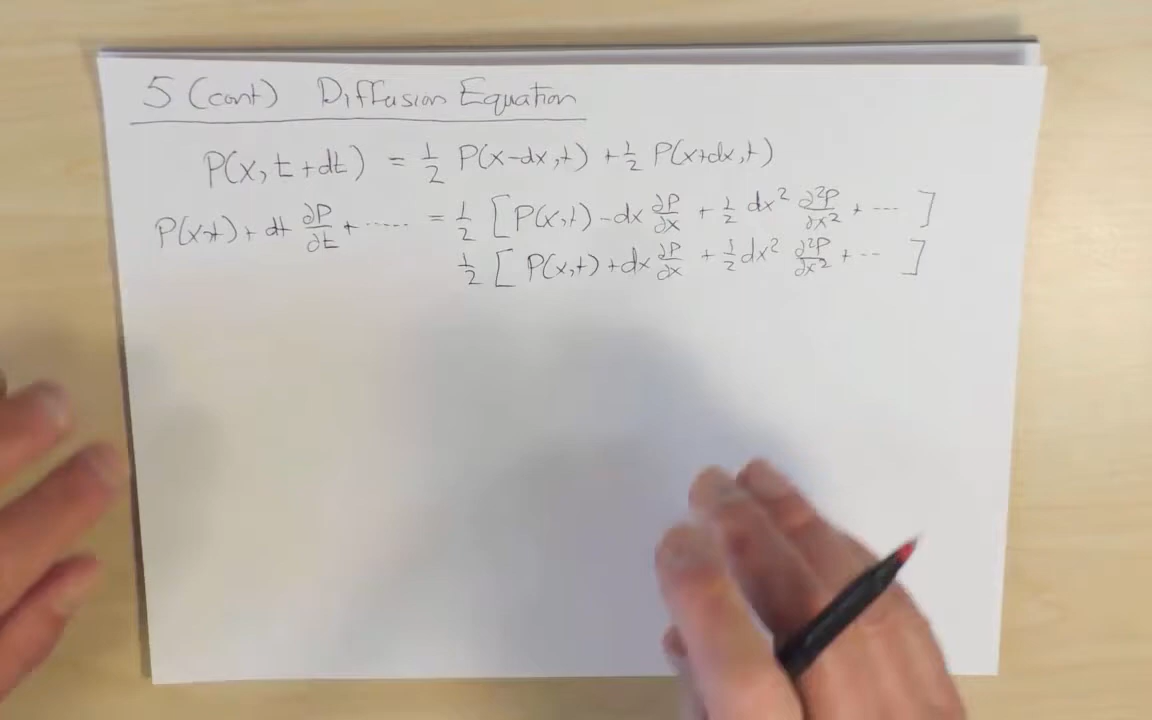 5 (cont) Diffusion Equation
P(x, t + dt) = 1/2 P(x-dx, t) + 1/2 P(x+dx, t)
P(x,t) + dt ∂P/∂t + ...... = 1/2 [ P(x,t) - dx ∂P/∂x + 1/2 dx² ∂²P/∂x² + --- ]
1/2 [ P(x,t) + dx ∂P/∂x + 1/2 dx² ∂²P/∂x² + -- ]